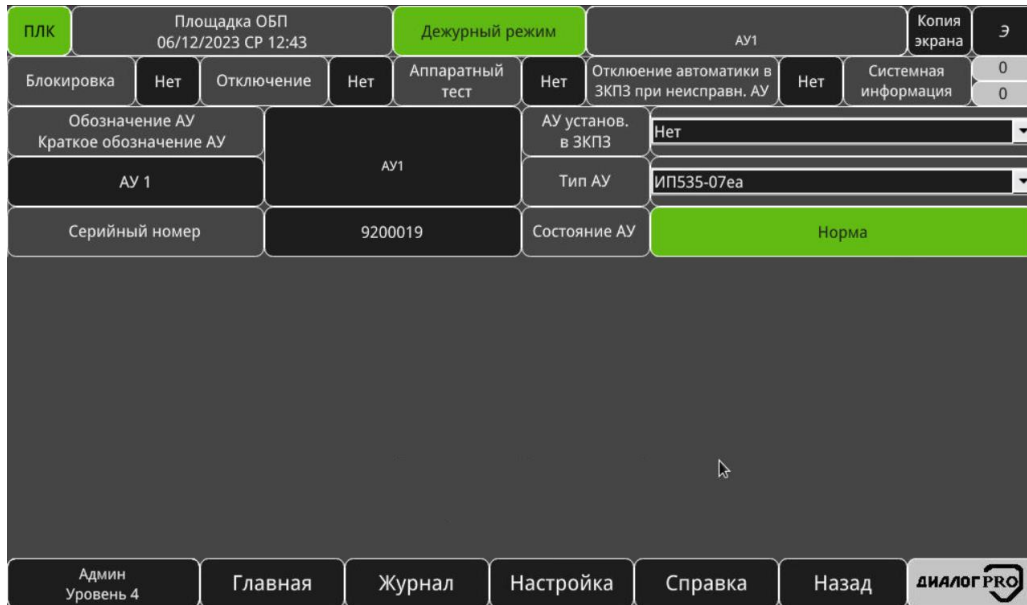 ПЛК
Площадка ОБП
06/12/2023 СР 12:43
Дежурный режим
АУ1
Копия
экрана
Э
Блокировка
Нет
Отключение
Нет
Аппаратный
тест
Нет
Отклюение автоматики в
ЗКПЗ при неисправн. АУ
Нет
Системная
информация
0
0
Обозначение АУ
Краткое обозначение АУ
АУ1
АУ установ.
в ЗКПЗ
Нет
АУ 1
Тип АУ
ИП535-07еа
Серийный номер
9200019
Состояние АУ
Норма
Админ
Уровень 4
Главная
Журнал
Настройка
Справка
Назад
ДИАЛОГ PRO